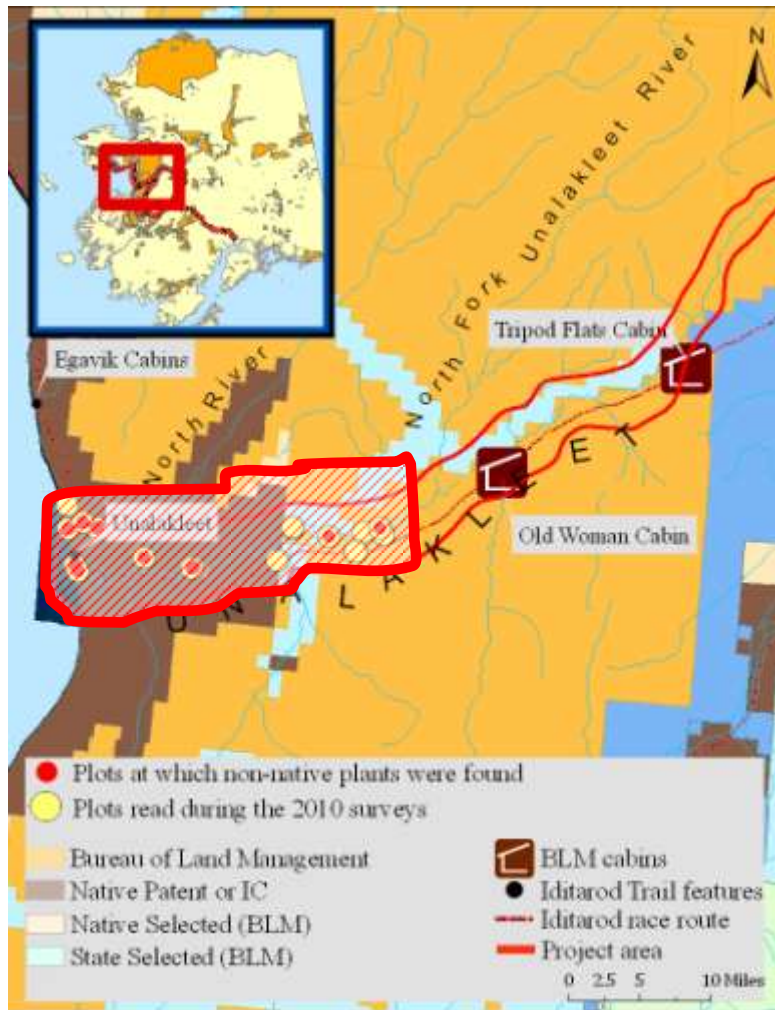 N
North Fork Unalakleet River
Tripod Flats Cabin
Egavik Cabins
North River
Unalakleet
Old Woman Cabin
UNALAKLEET
Plots at which non-native plants were found
Plots read during the 2010 surveys
Bureau of Land Management
Native Patent or IC
Native Selected (BLM)
State Selected (BLM)
BLM cabins
Iditarod Trail features
Iditarod race route
Project area
0 2.5 5 10 Miles